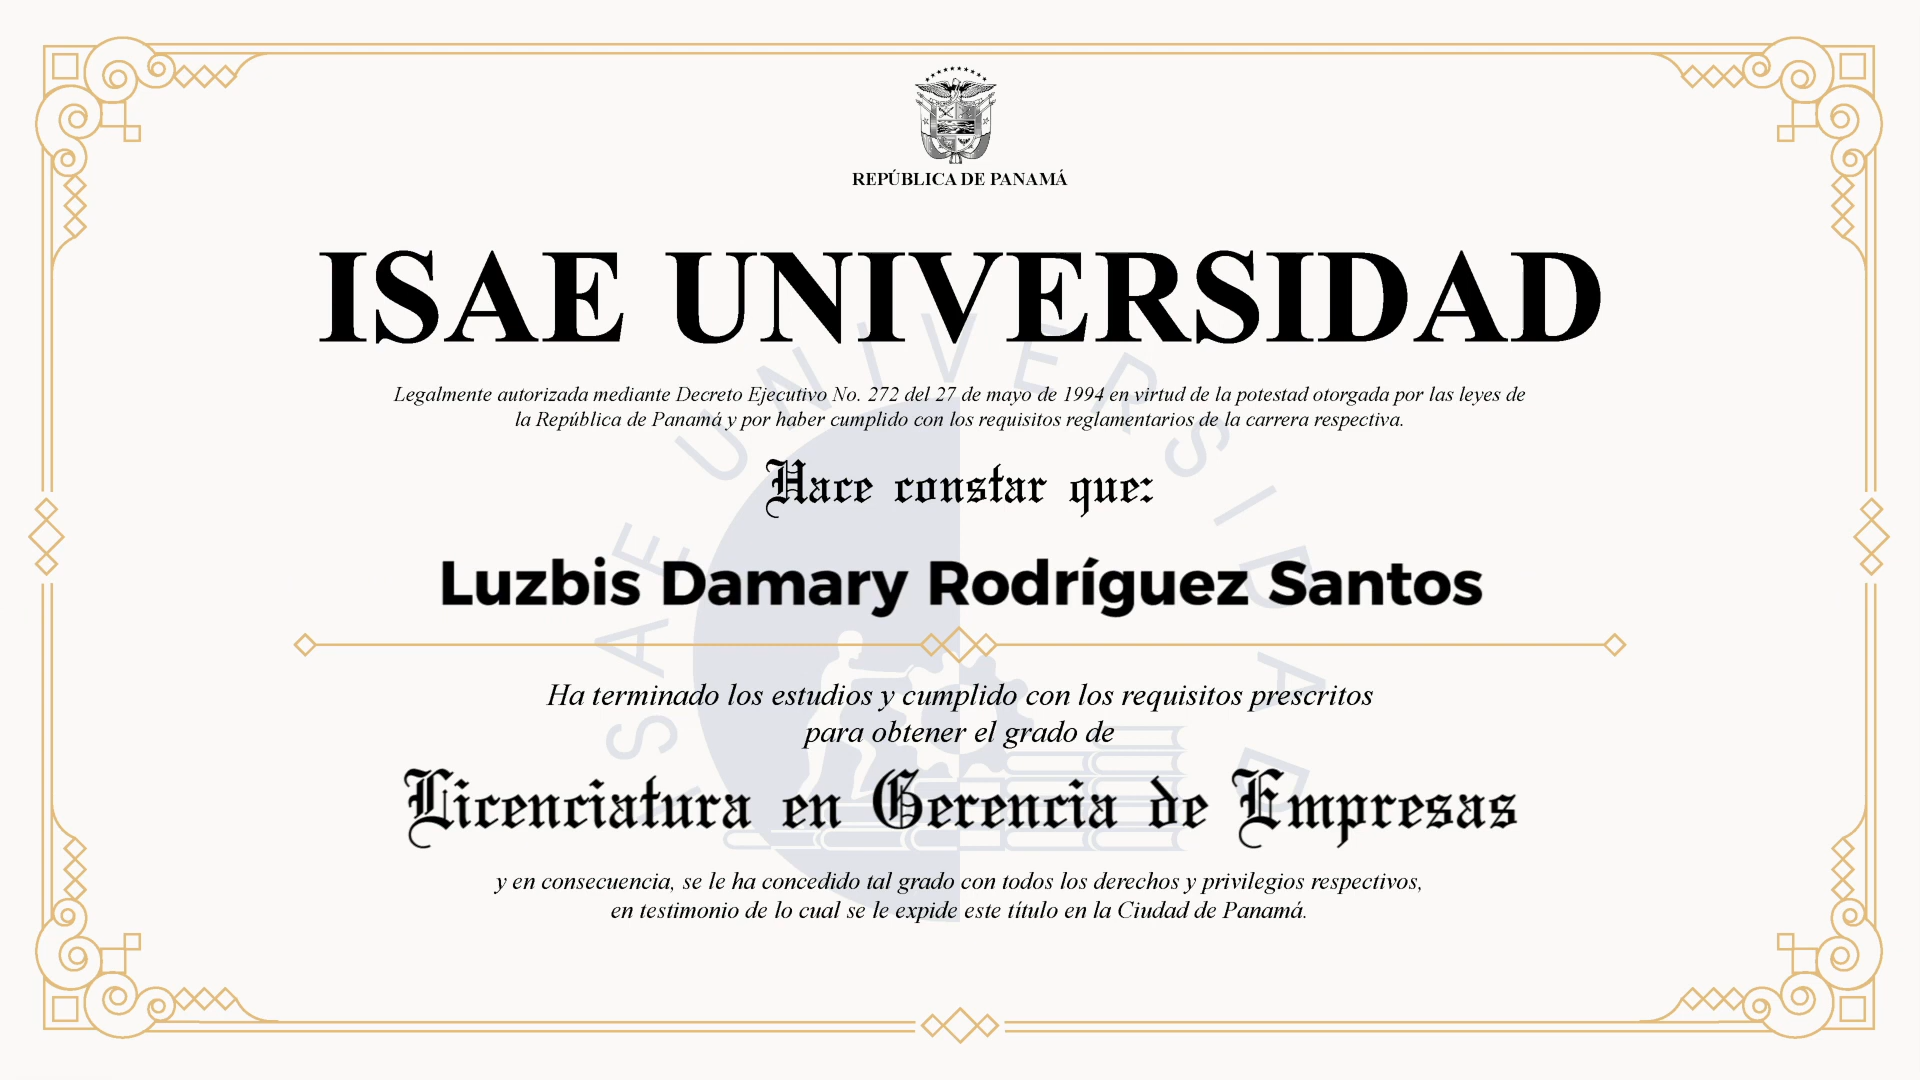 REPÚBLICA DE PANAMÁ
ISAE UNIVERSIDAD
Legalmente autorizada mediante Decreto Ejecutivo No. 272 del 27 de mayo de 1994 en virtud de la potestad otorgada por las leyes de
la República de Panamá y por haber cumplido con los requisitos reglamentarios de la carrera respectiva.
Hace constar que:
Luzbis Damary Rodríguez Santos
Ha terminado los estudios y cumplido con los requisitos prescritos
para obtener el grado de
Licenciatura en Gerencia de Empresas
y en consecuencia, se le ha concedido tal grado con todos los derechos y privilegios respectivos,
en testimonio de lo cual se le expide este título en la Ciudad de Panamá.
ISAE UNIVERSIDAD